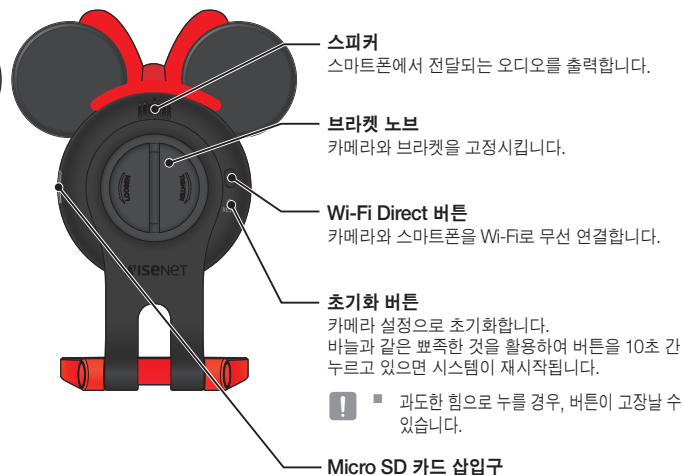 스피커
스마트폰에서 전달되는 오디오를 출력합니다.
브라켓 노브
카메라와 브라켓을 고정시킵니다.
Wi-Fi Direct 버튼
카메라와 스마트폰을 Wi-Fi로 무선 연결합니다.
초기화 버튼
카메라 설정으로 초기화합니다.
바늘과 같은 뾰족한 것을 활용하여 버튼을 10초 간
누르고 있으면 시스템이 재시작됩니다.
! ■ 과도한 힘으로 누를 경우, 버튼이 고장날 수
있습니다.
Micro SD 카드 삽입구
WISENET